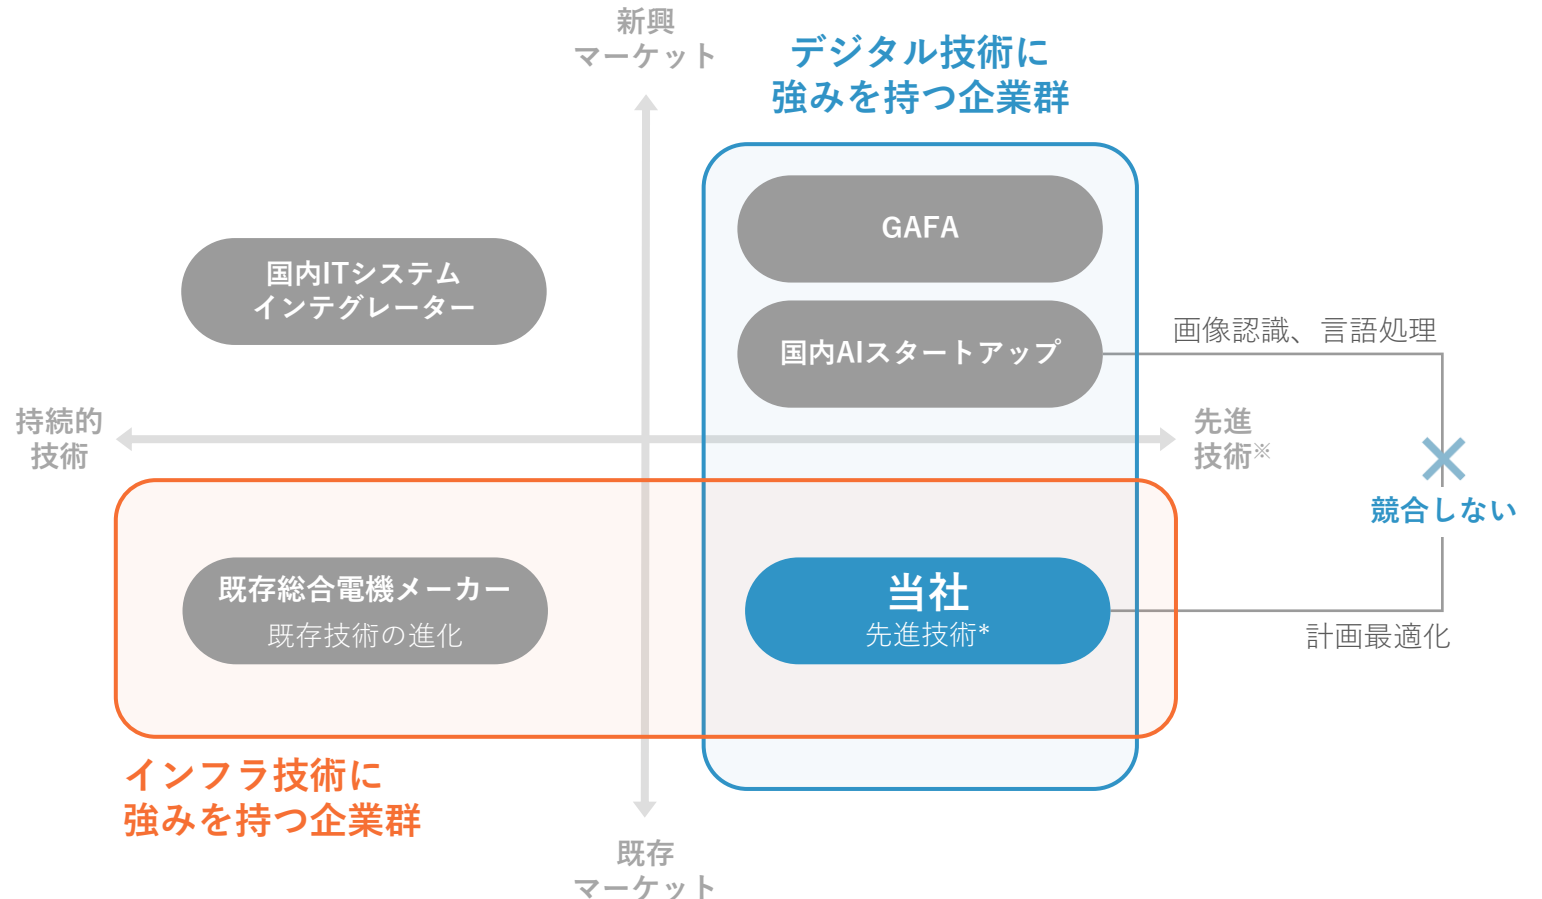 新興
マーケット
デジタル技術に
強みを持つ企業群
GAFA
国内ITシステム
インテグレーター
国内AIスタートアップ
画像認識、言語処理
持続的
技術
先進
技術※
競合しない
既存総合電機メーカー
既存技術の進化
当社
先進技術*
計画最適化
インフラ技術に
強みを持つ企業群
既存
マーケット